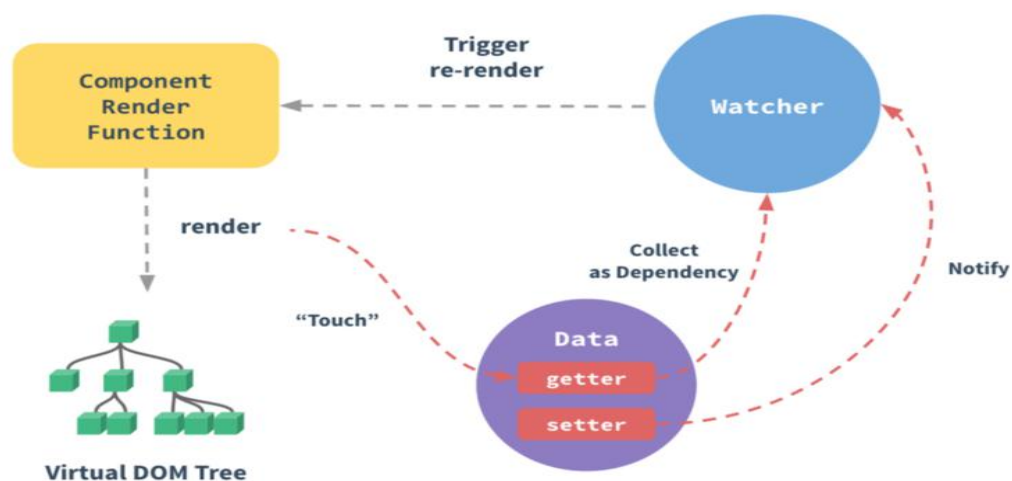 Trigger
re-render
Component
Render
Function
Watcher
render
Collect
as Dependency
Notify
“Touch”
Data
getter
setter
Virtual DOM Tree